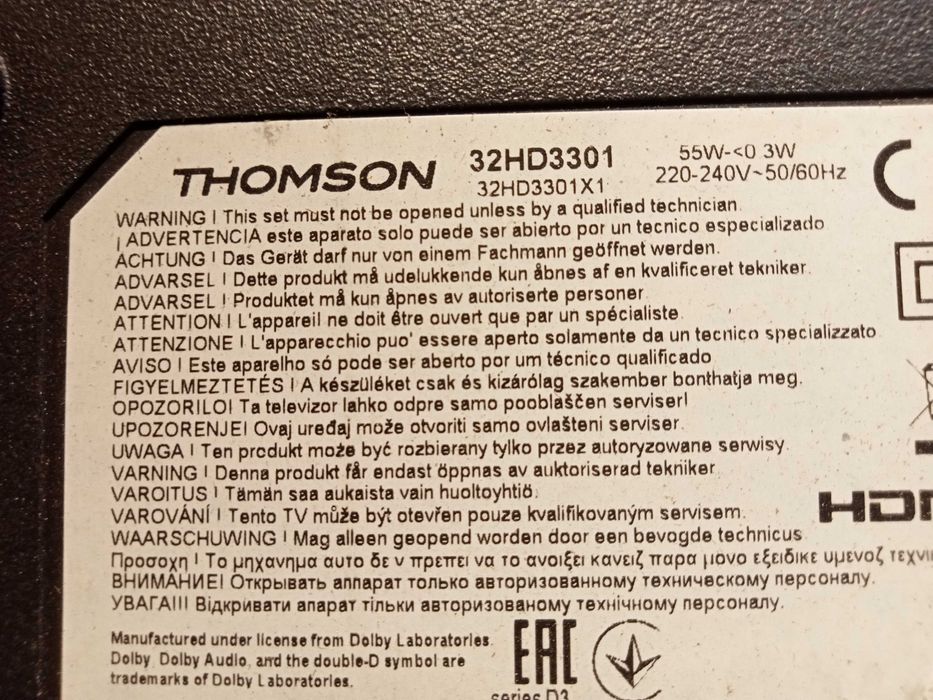 THOMSON 32HD3301 55W-<0.3W
32HD3301X1 220-240V~50/60Hz
WARNING ! This set must not be opened unless by a qualified technician.
¡ ADVERTENCIA este aparato solo puede ser abierto por un tecnico especializado
ACHTUNG ! Das Gerät darf nur von einem Fachmann geöffnet werden.
ADVARSEL ! Dette produkt må udelukkende kun åbnes af en kvalificeret tekniker.
ADVARSEL ! Produktet må kun åpnes av autoriserte personer.
ATTENTION ! L'appareil ne doit être ouvert que par un spécialiste.
ATTENZIONE ! L'apparecchio puo' essere aperto solamente da un tecnico specializzato
AVISO ! Este aparelho só pode ser aberto por um técnico qualificado
FIGYELMEZTETÉS ! A készüléket csak és kizárólag szakember bonthatja meg.
OPOZORILO! Ta televizor lahko odpre samo pooblaščen serviser!
UPOZORENJE! Ovaj uređaj može otvoriti samo ovlašteni serviser.
UWAGA ! Ten produkt może być rozbierany tylko przez autoryzowane serwisy.
VARNING ! Denna produkt får endast öppnas av auktoriserad tekniker
VAROITUS ! Tämän saa aukaista vain huoltoyhtiö.
VAROVÁNÍ ! Tento TV může být otevřen pouze kvalifikovaným servisem.
WAARSCHUWING ! Mag alleen geopend worden door een bevogde technicus
Προσοχη ! Το μηχανημα αυτο δε ν πρεπει να το ανοιξει κανεις παρα μονο εξειδικε υμενος
ВНИМАНИЕ! Открывать аппарат только авторизованному техническому персоналу.
УВАГА!!! Відкривати апарат тільки авторизованому технічному персоналу.
Manufactured under license from Dolby Laboratories.
Dolby, Dolby Audio, and the double-D symbol are
trademarks of Dolby Laboratories.
EAC
series D3